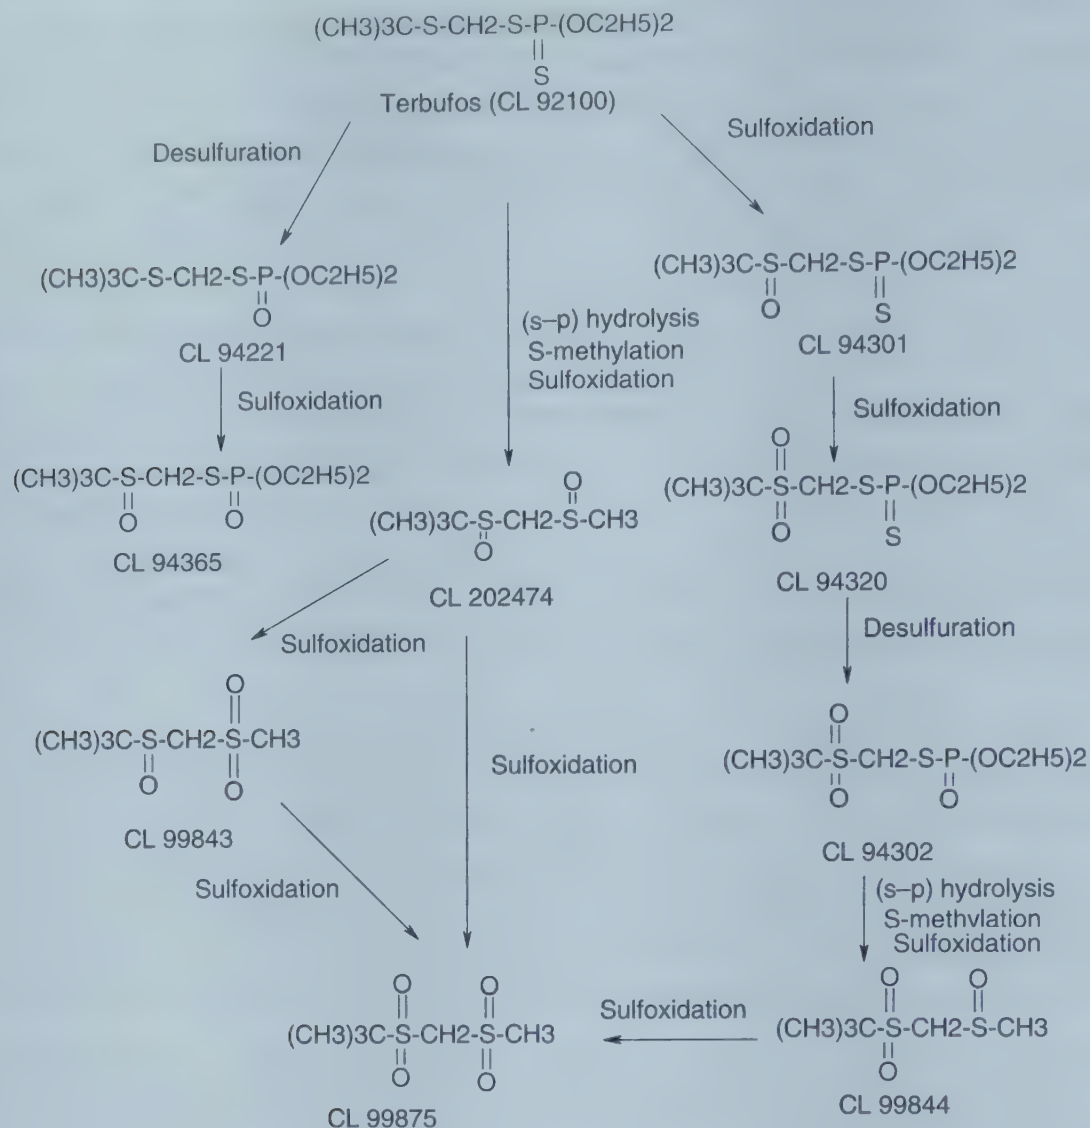 (CH3)3C-S-CH2-S-P-(OC2H5)2
S
Terbufos (CL 92100)
Desulfuration
Sulfoxidation
(CH3)3C-S-CH2-S-P-(OC2H5)2
O
CL 94221
(CH3)3C-S-CH2-S-P-(OC2H5)2
O
S
CL 94301
(s–p) hydrolysis
S-methylation
Sulfoxidation
Sulfoxidation
Sulfoxidation
(CH3)3C-S-CH2-S-P-(OC2H5)2
O
O
CL 94365
O
(CH3)3C-S-CH2-S-CH3
O
CL 202474
O
(CH3)3C-S-CH2-S-P-(OC2H5)2
O
S
CL 94320
Sulfoxidation
Desulfuration
O
(CH3)3C-S-CH2-S-CH3
O
O
CL 99843
Sulfoxidation
O
(CH3)3C-S-CH2-S-P-(OC2H5)2
O
O
CL 94302
Sulfoxidation
(s–p) hydrolysis
S-methvlation
Sulfoxidation
O
O
(CH3)3C-S-CH2-S-CH3
O
O
CL 99875
Sulfoxidation
O
O
(CH3)3C-S-CH2-S-CH3
O
CL 99844